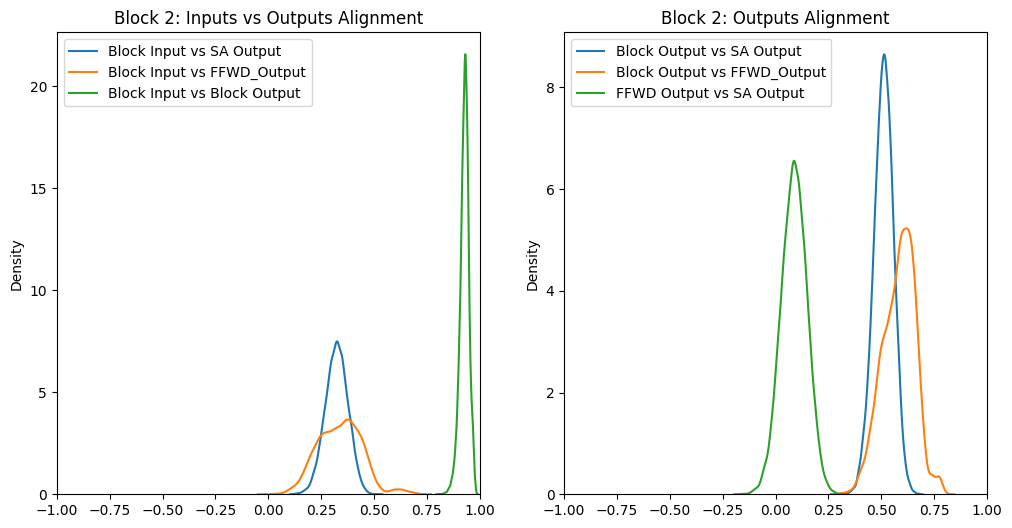 Block 2: Inputs vs Outputs Alignment
Block Input vs SA Output
Block Input vs FFWD_Output
Block Input vs Block Output
Density
20
15
10
5
0
−1.00
−0.75
−0.50
−0.25
0.00
0.25
0.50
0.75
1.00
Block 2: Outputs Alignment
Block Output vs SA Output
Block Output vs FFWD_Output
FFWD Output vs SA Output
Density
8
6
4
2
0
−1.00
−0.75
−0.50
−0.25
0.00
0.25
0.50
0.75
1.00